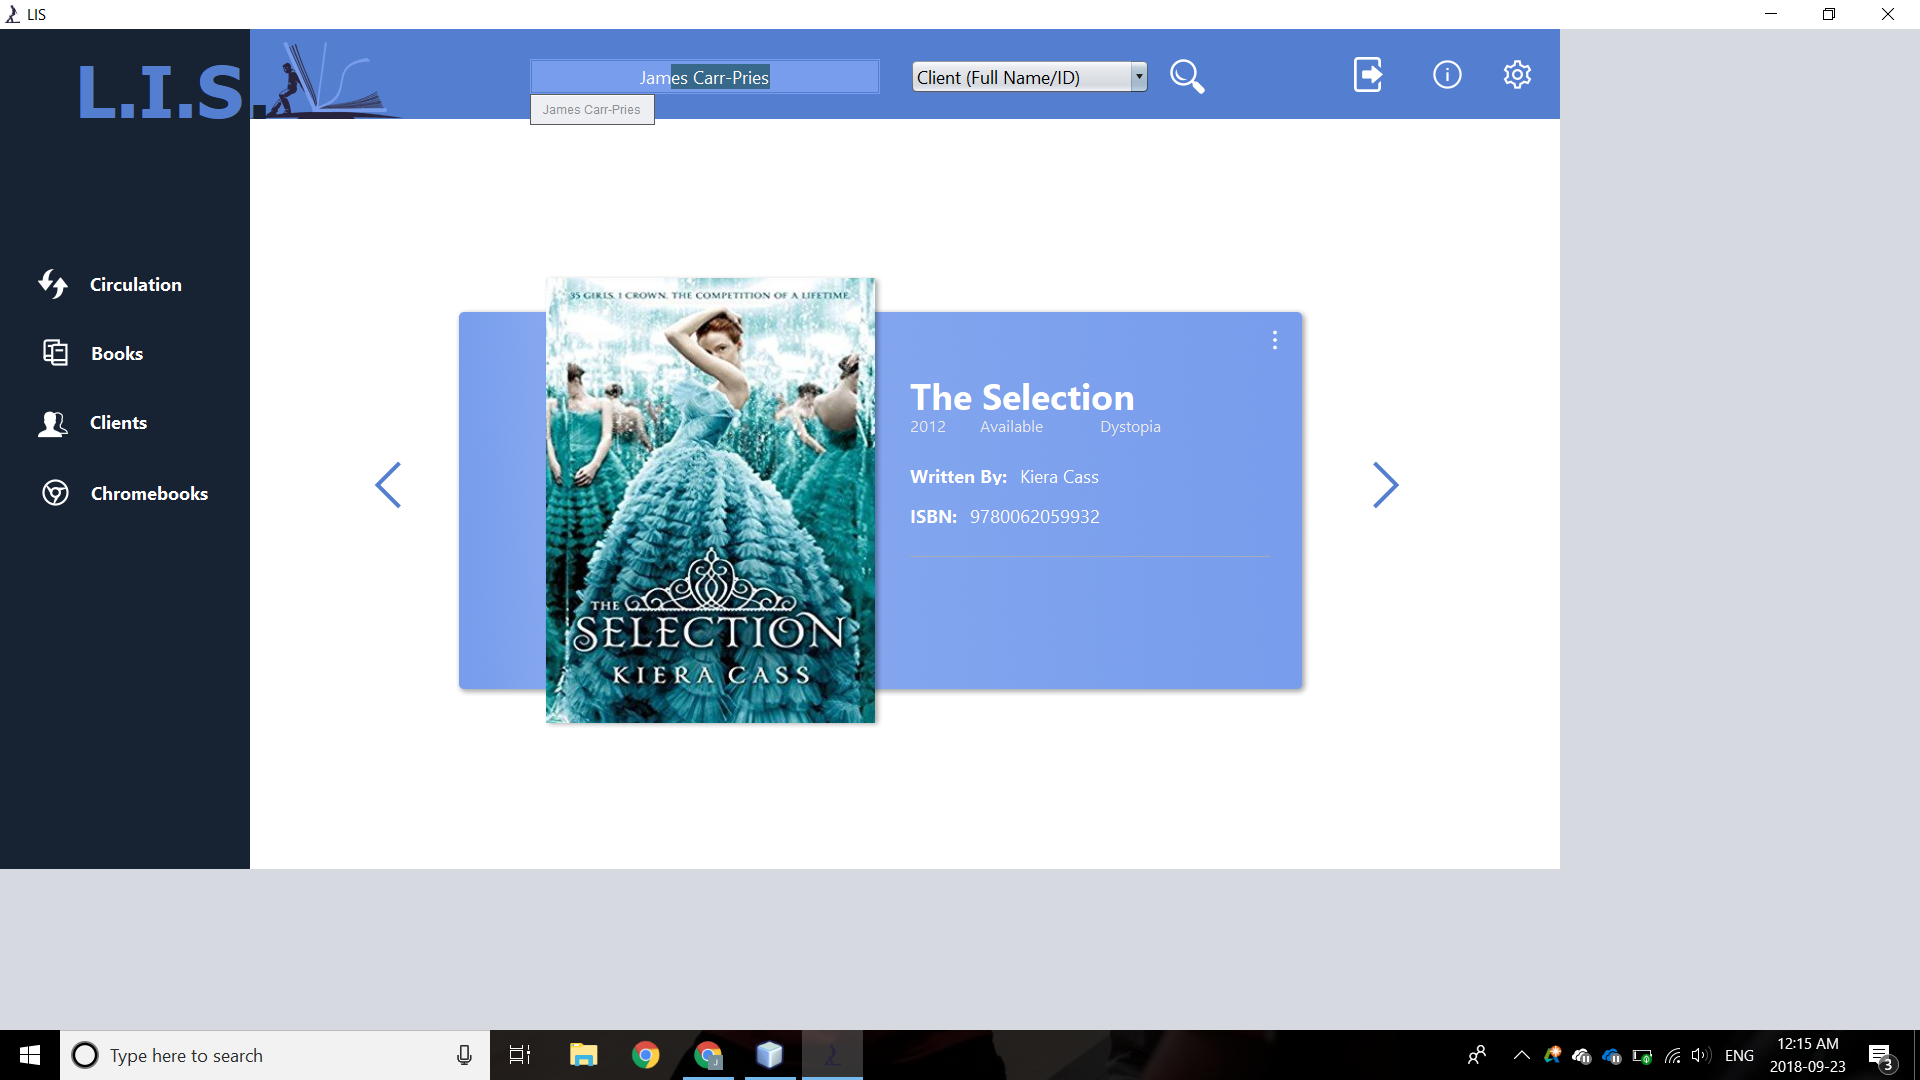 LIS
L.I.S.
James Carr-Pries
Client (Full Name/ID)
James Carr-Pries
Circulation
Books
Clients
Chromebooks
35 GIRLS. 1 CROWN. THE COMPETITION OF A LIFETIME.
THE
SELECTION
KIERA CASS
The Selection
2012 Available Dystopia
Written By: Kiera Cass
ISBN: 9780062059932
Type here to search
J
ENG
12:15 AM
2018-09-23
3